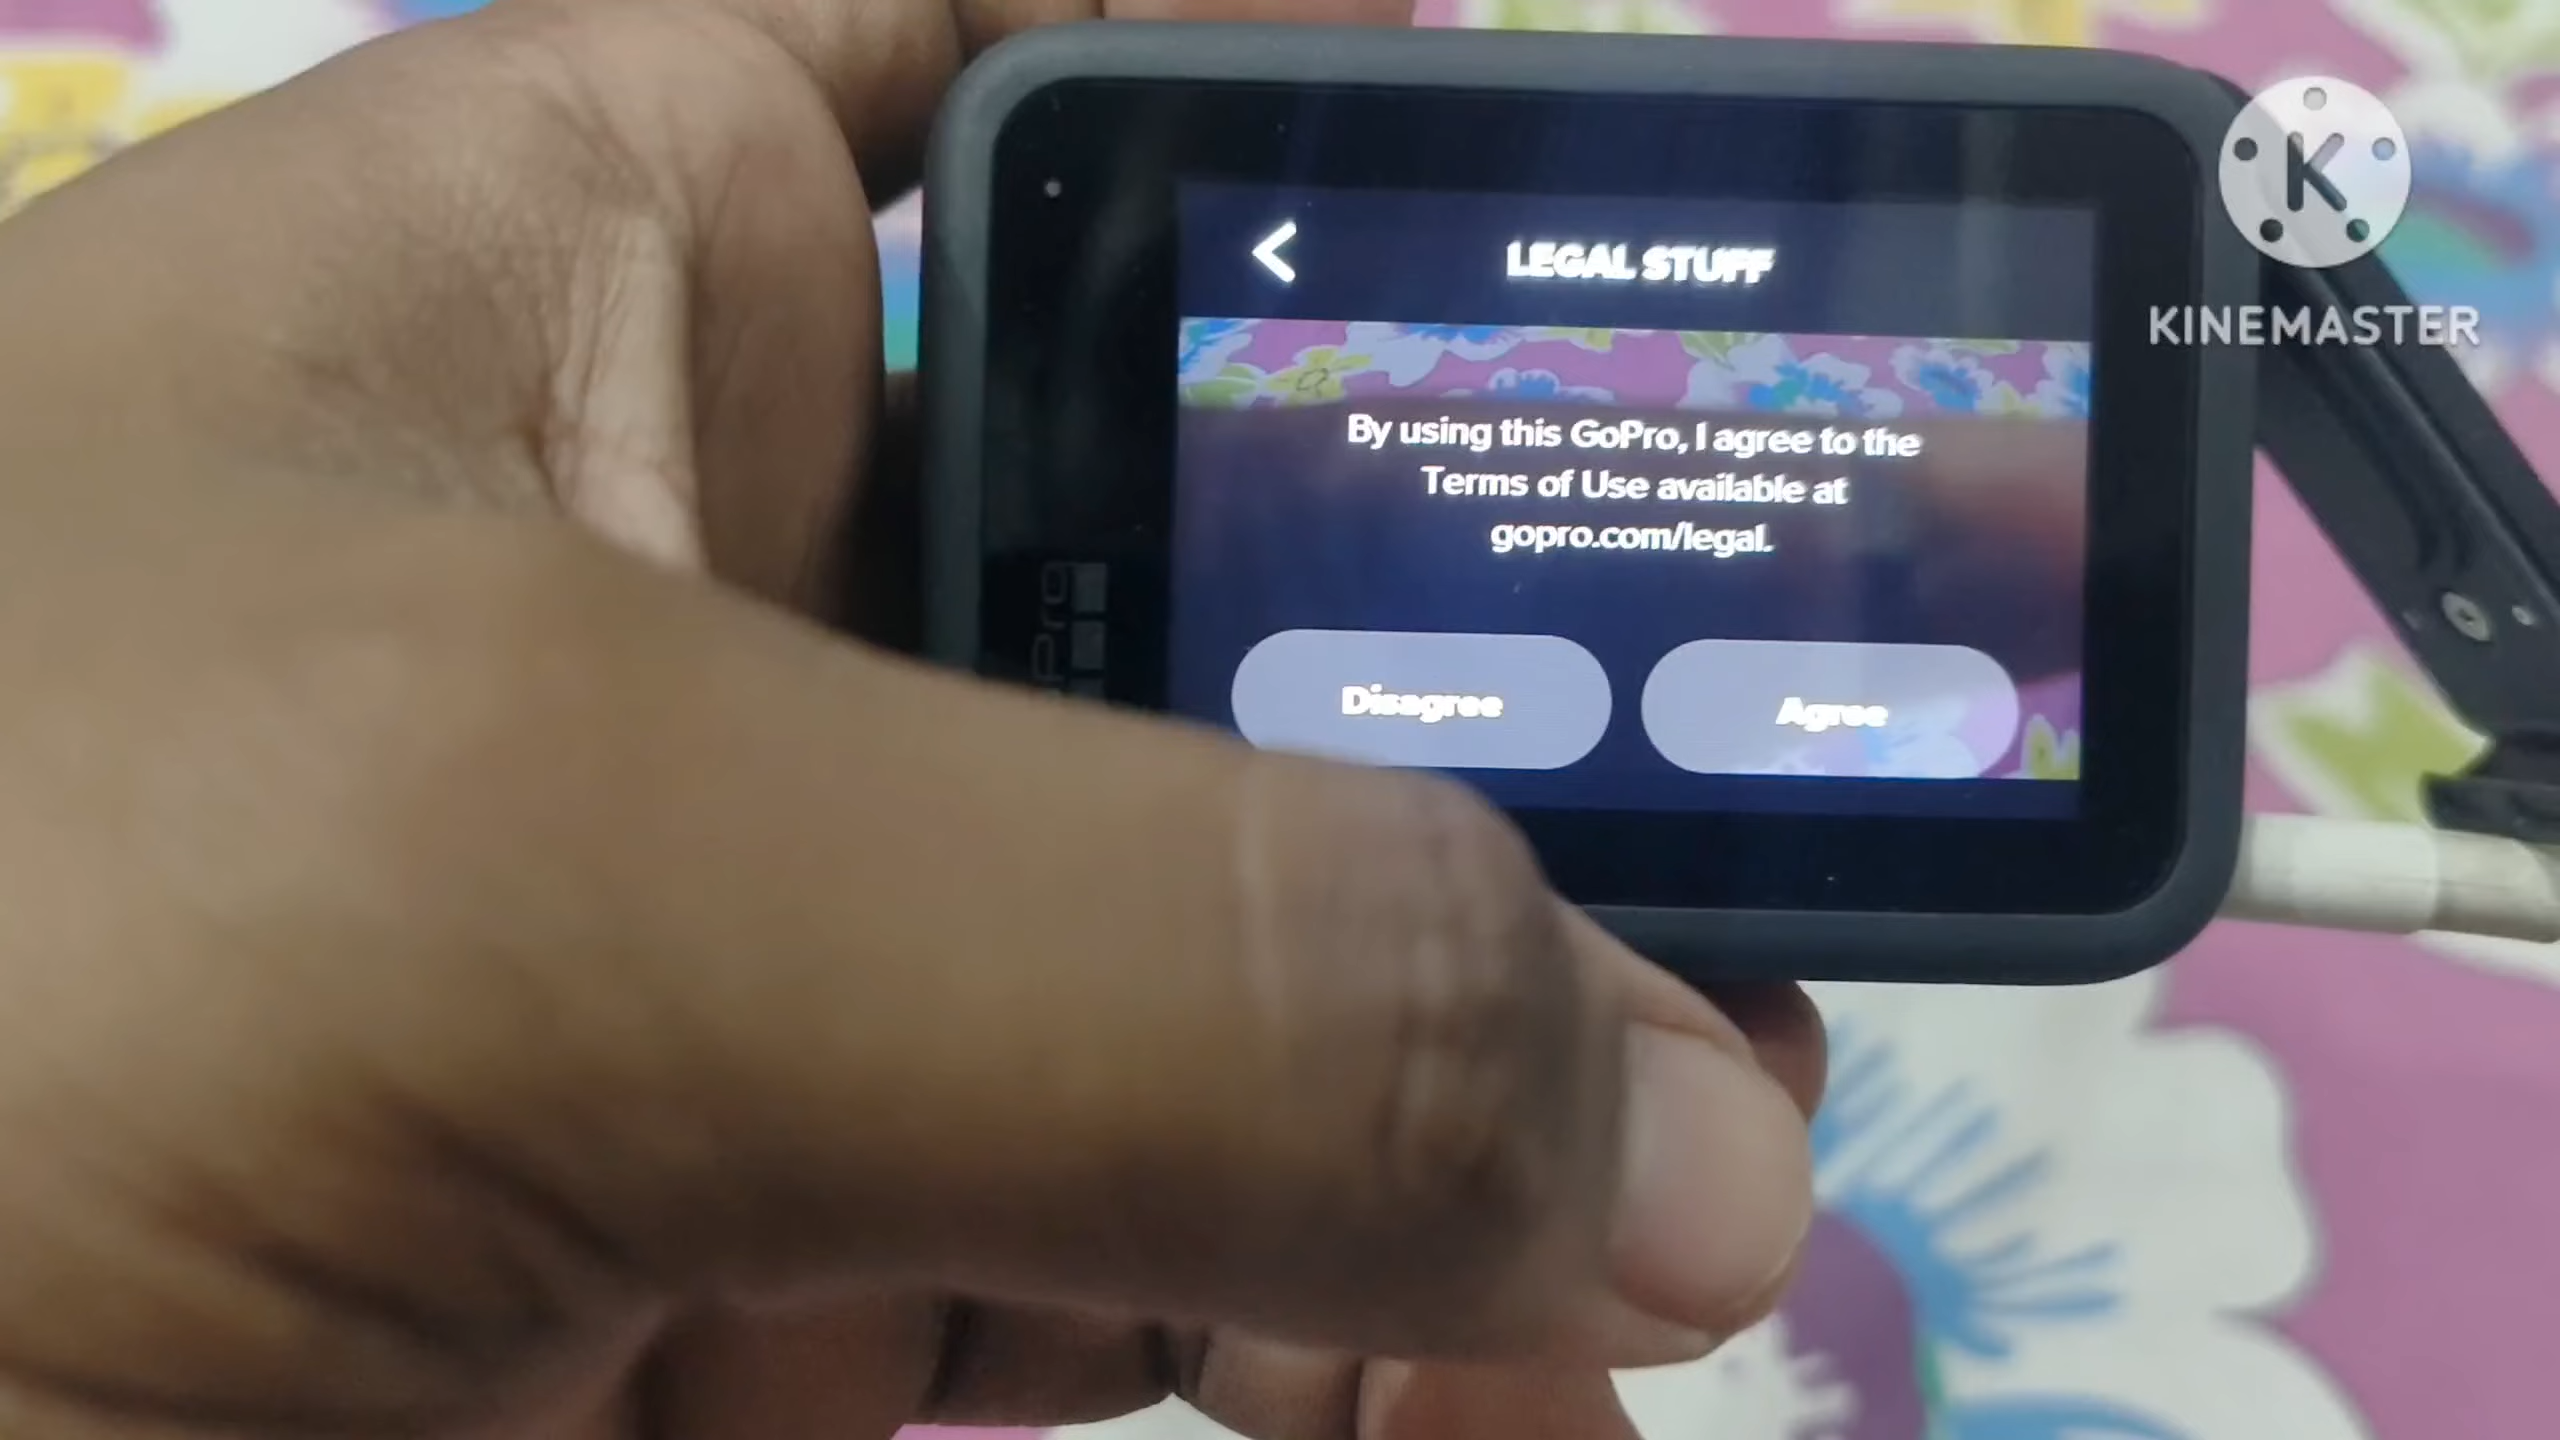 LEGAL STUFF
By using this GoPro, I agree to the
Terms of Use available at
gopro.com/legal.
Disagree
Agree
K
KINEMASTER
Pro